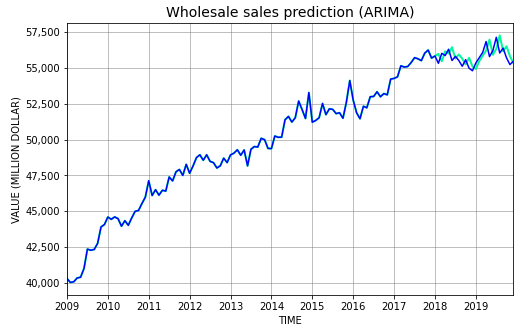 Wholesale sales prediction (ARIMA)
VALUE (MILLION DOLLAR)
57,500
55,000
52,500
50,000
47,500
45,000
42,500
40,000
2009 2010 2011 2012 2013 2014 2015 2016 2017 2018 2019
TIME